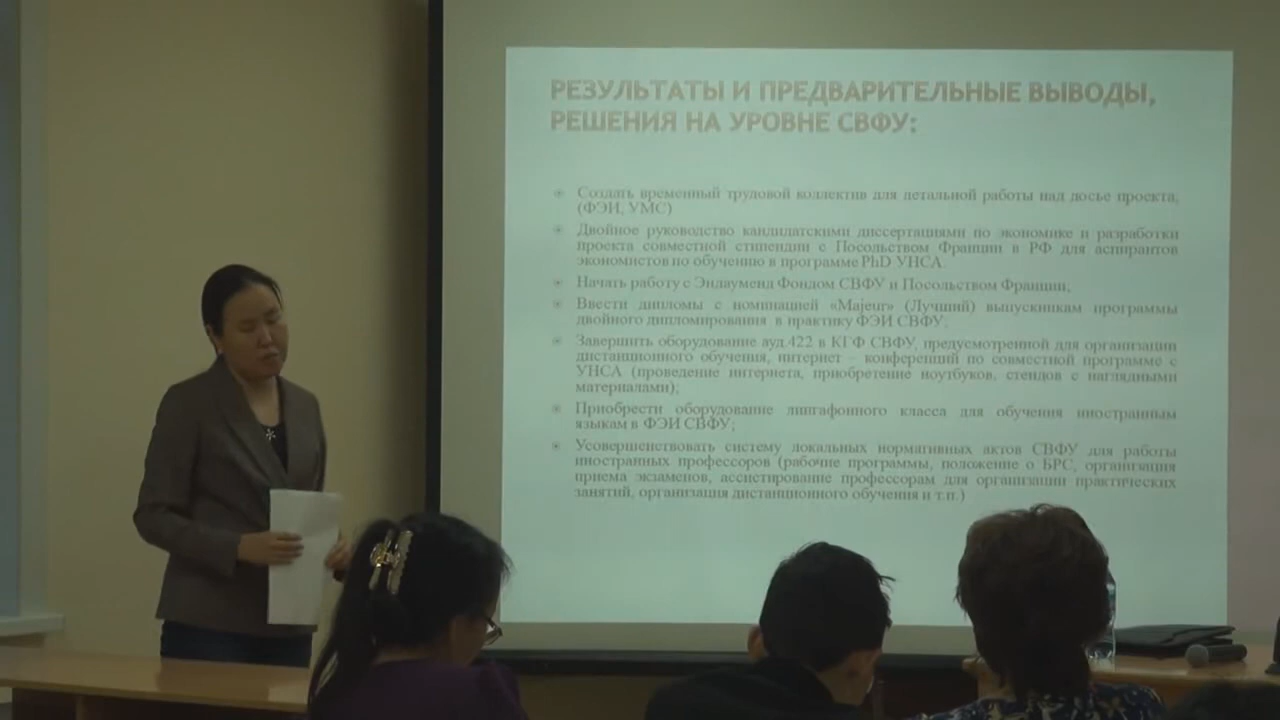 РЕЗУЛЬТАТЫ И ПРЕДВАРИТЕЛЬНЫЕ ВЫВОДЫ,
РЕШЕНИЯ НА УРОВНЕ СВФУ:
Создать временный трудовой коллектив для детальной работы над досье проекта,
(ФЭИ, УМС)
Двойное руководство кандидатскими диссертациями по экономике и разработки
проекта совместной стипендии с Посольством Франции в РФ для аспирантов
экономистов по обучению в программе PhD УНСА.
Начать работу с Эндауменд Фондом СВФУ и Посольством Франции,
Ввести дипломы с номинацией «Majeur» (Лучший) выпускникам программы
двойного дипломирования в практику ФЭИ СВФУ;
Завершить оборудование ауд.422 в КГФ СВФУ, предусмотренной для организации
дистанционного обучения, интернет – конференций по совместной программе с
УНСА (проведение интернета, приобретение ноутбуков, стендов с наглядными
материалами);
Приобрести оборудование лингафонного класса для обучения иностранным
языкам в ФЭИ СВФУ;
Усовершенствовать систему локальных нормативных актов СВФУ для работы
иностранных профессоров (рабочие программы, положение о БРС, организация
приема экзаменов, ассистирование профессорам для организации практических
занятий, организация дистанционного обучения и т.п.)